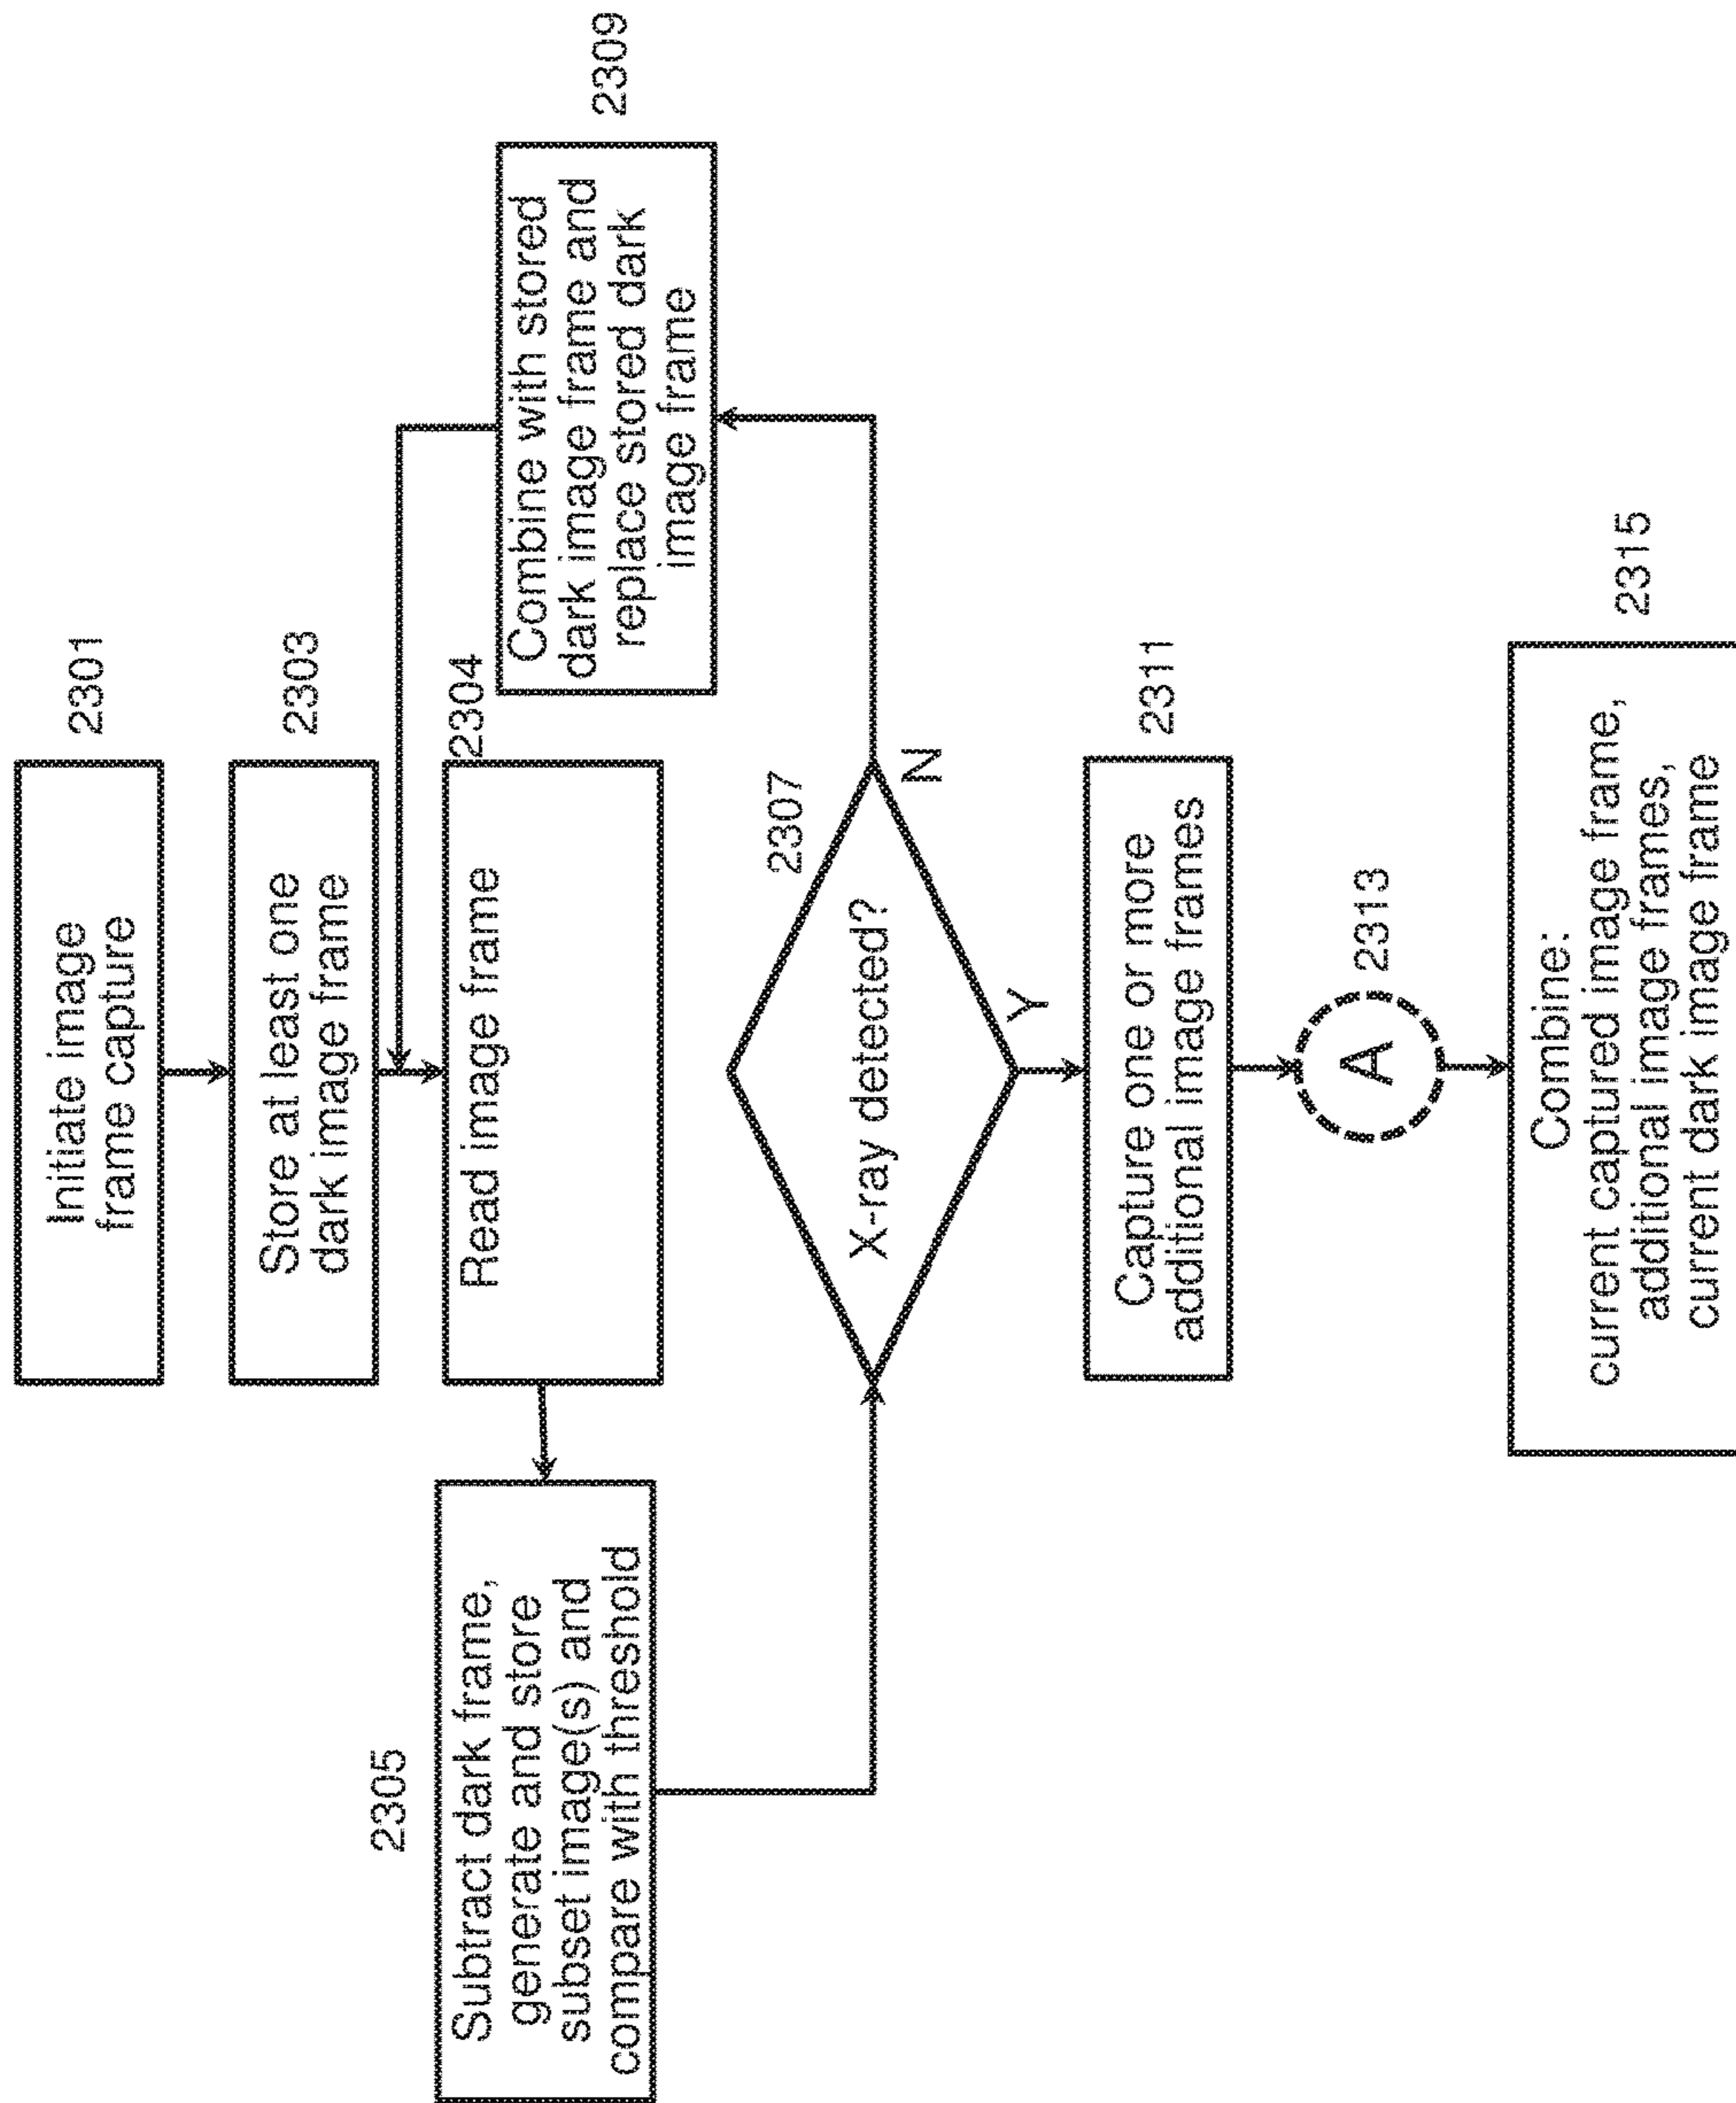 2301
Initiate image
frame capture
2303
Store at least one
dark image frame
2304
Read image frame
2305
Subtract dark frame,
generate and store
subset image(s) and
compare with threshold
2307
X-ray detected?
N
Y
2309
Combine with stored
dark image frame and
replace stored dark
image frame
2311
Capture one or more
additional image frames
2313
A
2315
Combine:
current captured image frame,
additional image frames,
current dark image frame